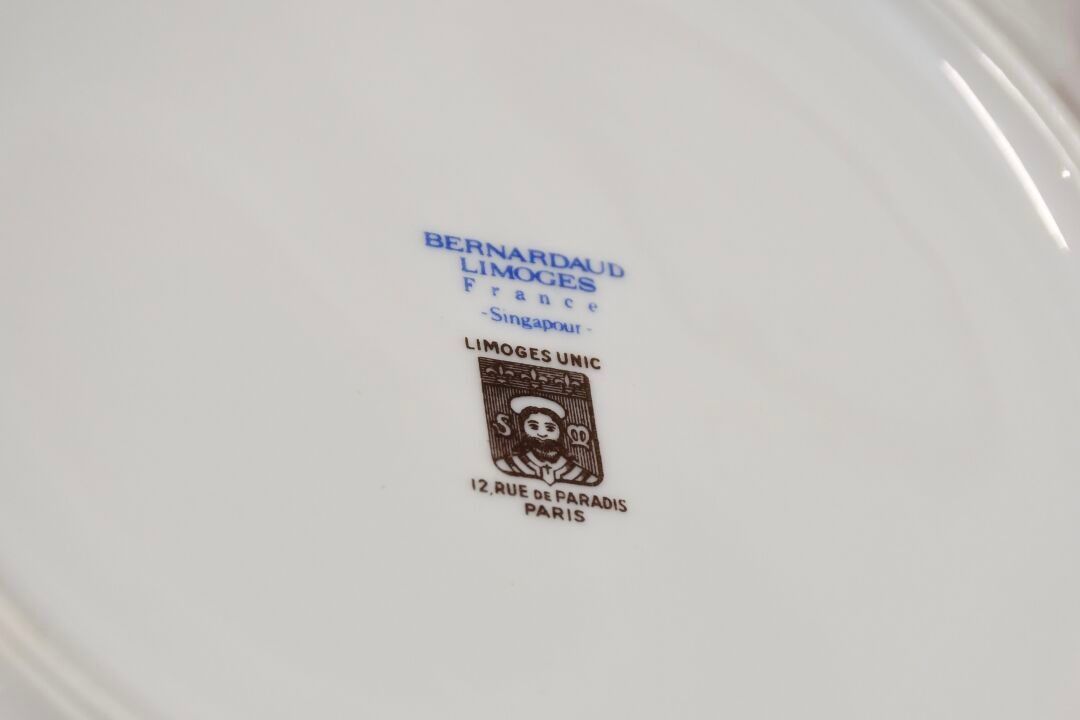 BERNARDAUD
LIMOGES
France
-Singapour-
LIMOGES UNIC
S M
12, RUE DE PARADIS
PARIS